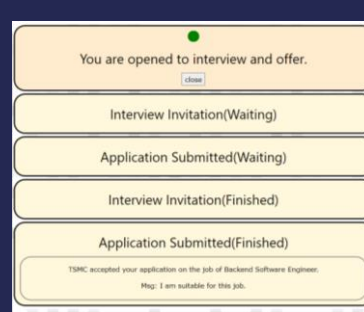 You are opened to interview and offer.
close
Interview Invitation(Waiting)
Application Submitted(Waiting)
Interview Invitation(Finished)
Application Submitted(Finished)
TSMC accepted your application on the job of Backend Software Engineer.
Msg: I am suitable for this job.